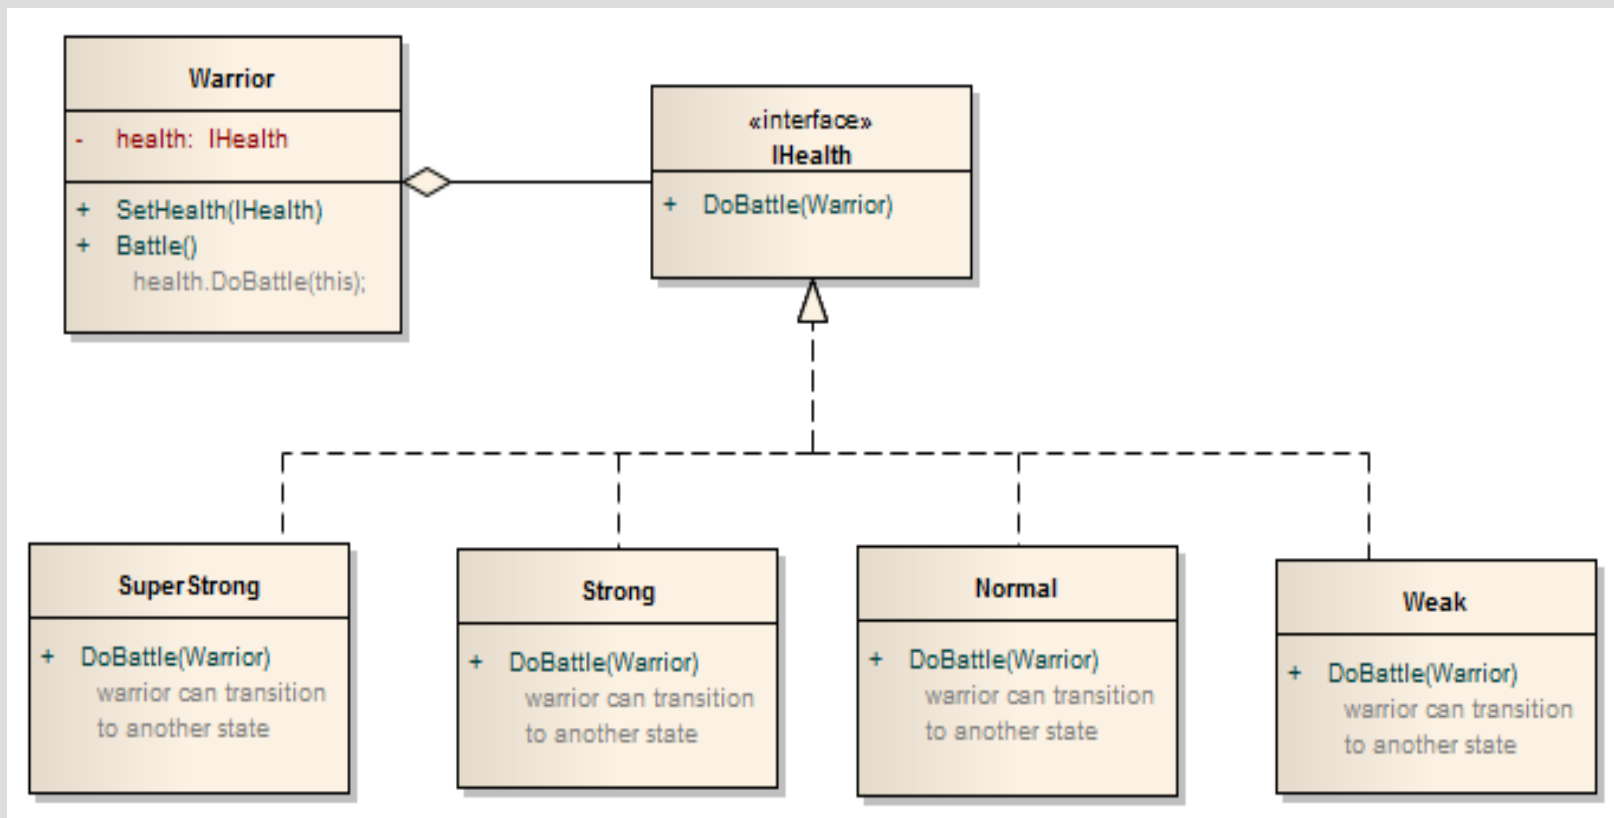 Warrior
- health: IHealth
+ SetHealth(IHealth)
+ Battle()
health.DoBattle(this);
«interface»
IHealth
+ DoBattle(Warrior)
SuperStrong
+ DoBattle(Warrior)
warrior can transition
to another state
Strong
+ DoBattle(Warrior)
warrior can transition
to another state
Normal
+ DoBattle(Warrior)
warrior can transition
to another state
Weak
+ DoBattle(Warrior)
warrior can transition
to another state